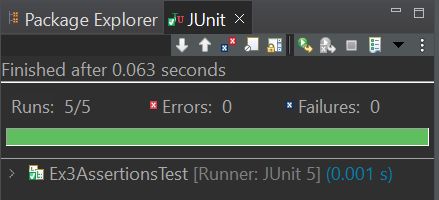 Package Explorer JUnit
Finished after 0.063 seconds
Runs: 5/5 Errors: 0 Failures: 0
Ex3AssertionsTest [Runner: JUnit 5] (0.001 s)